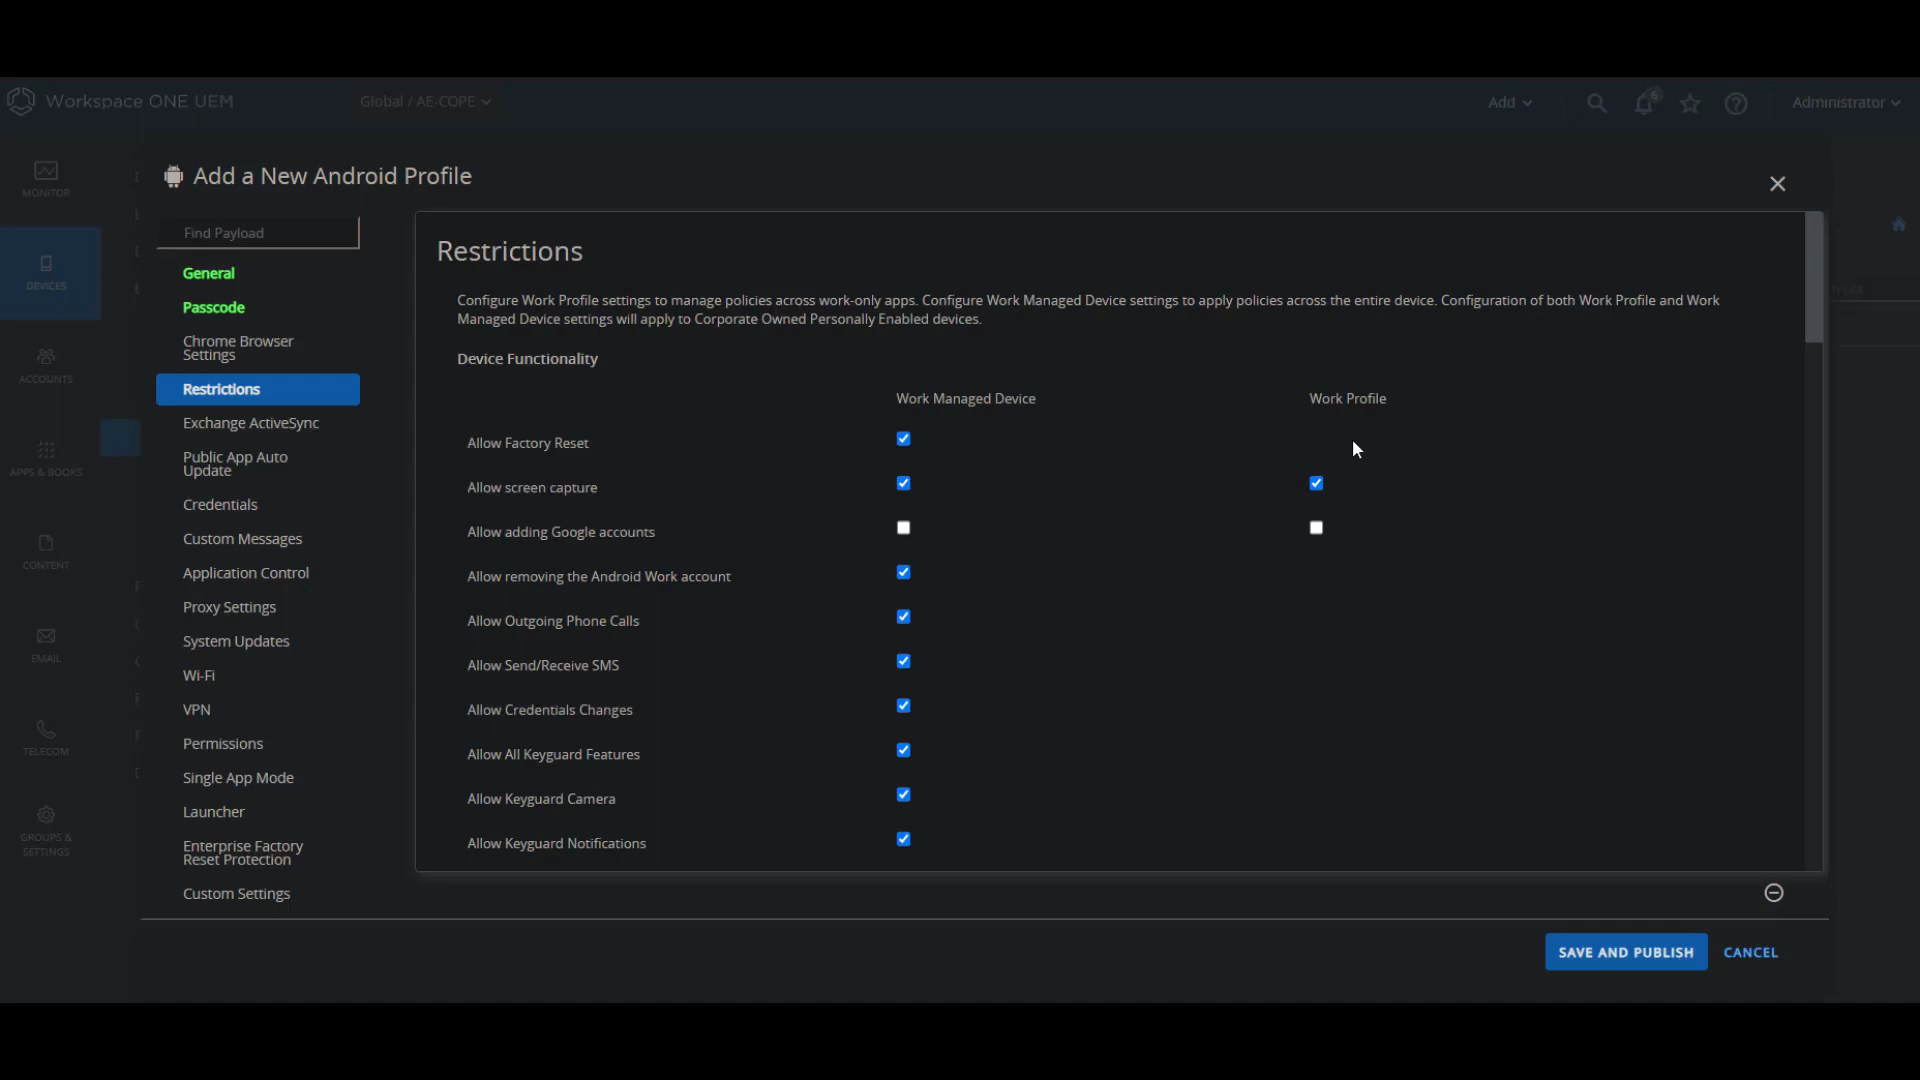 Workspace ONE UEM
Global / AE-COPE
Add
6
Administrator
MONITOR
DEVICES
ACCOUNTS
APPS & BOOKS
CONTENT
EMAIL
TELECOM
GROUPS &
SETTINGS
Add a New Android Profile
Find Payload
General
Passcode
Chrome Browser
Settings
Restrictions
Exchange ActiveSync
Public App Auto
Update
Credentials
Custom Messages
Application Control
Proxy Settings
System Updates
Wi-Fi
VPN
Permissions
Single App Mode
Launcher
Enterprise Factory
Reset Protection
Custom Settings
Restrictions
Configure Work Profile settings to manage policies across work-only apps. Configure Work Managed Device settings to apply policies across the entire device. Configuration of both Work Profile and Work
Managed Device settings will apply to Corporate Owned Personally Enabled devices.
Device Functionality
Work Managed Device Work Profile
Allow Factory Reset
Allow screen capture
Allow adding Google accounts
Allow removing the Android Work account
Allow Outgoing Phone Calls
Allow Send/Receive SMS
Allow Credentials Changes
Allow All Keyguard Features
Allow Keyguard Camera
Allow Keyguard Notifications
SAVE AND PUBLISH
CANCEL